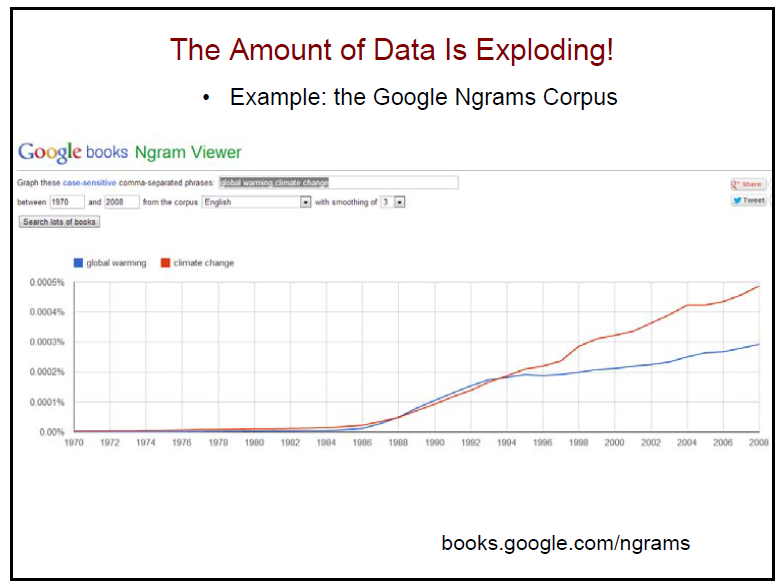 The Amount of Data Is Exploding!
• Example: the Google Ngrams Corpus
Google books Ngram Viewer
Graph these case-sensitive comma-separated phrases: global warming,climate change
between 1970 and 2008 from the corpus English with smoothing of 3
Search lots of books
Share
Tweet
global warming climate change
0.0005%
0.0004%
0.0003%
0.0002%
0.0001%
0.00%
1970 1972 1974 1976 1978 1980 1982 1984 1986 1988 1990 1992 1994 1996 1998 2000 2002 2004 2006 2008
books.google.com/ngrams